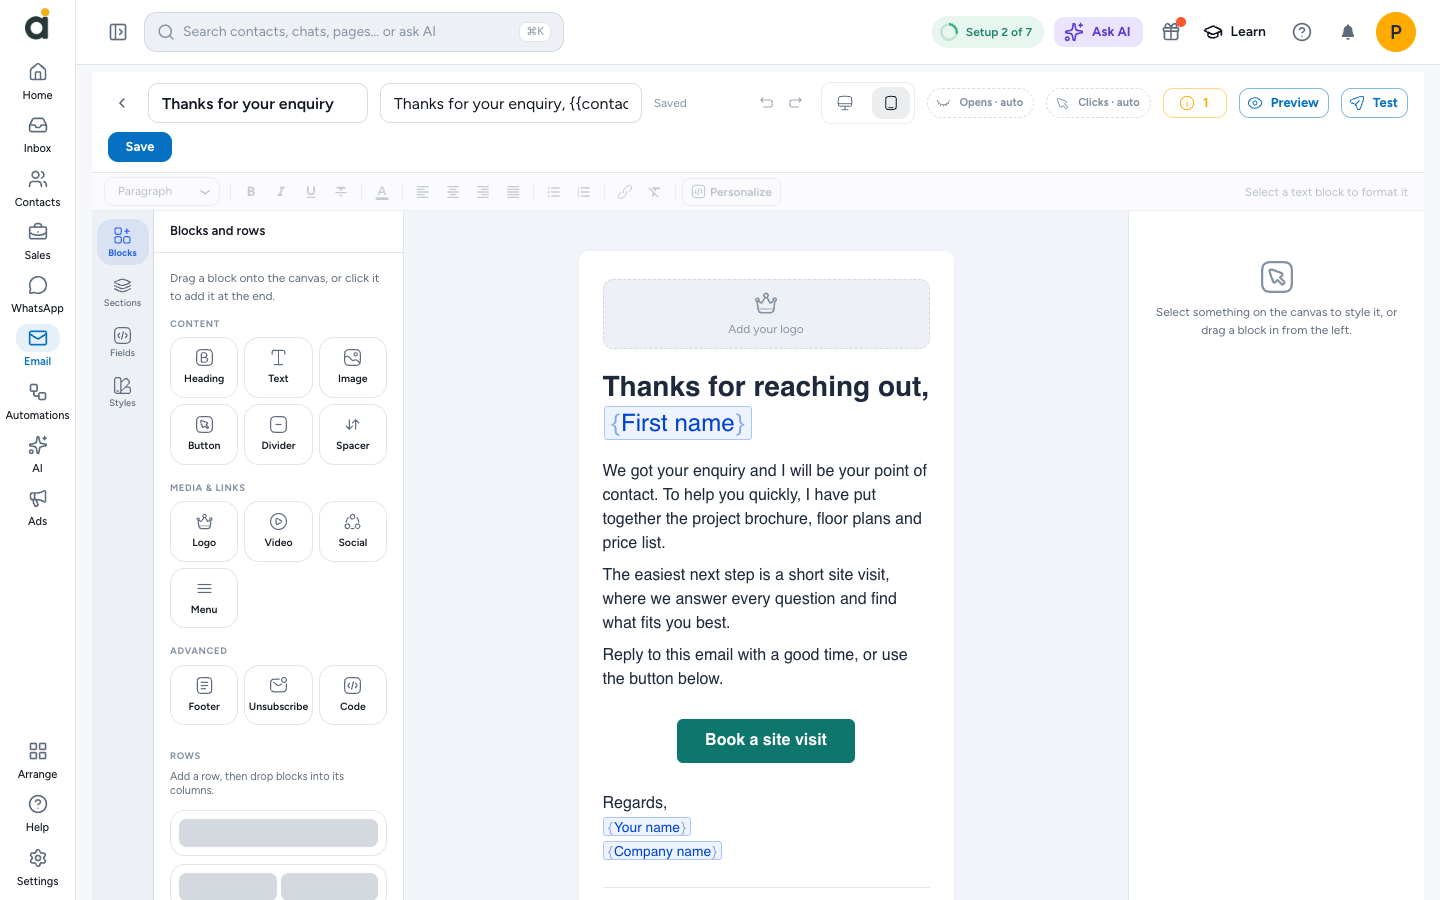 Search contacts, chats, pages... or ask AI
⌘K
Setup 2 of 7
Ask AI
Learn
P
Home
Inbox
Contacts
Sales
WhatsApp
Email
Automations
AI
Ads
Arrange
Help
Settings
Thanks for your enquiry
Thanks for your enquiry, {{contac
Saved
Opens · auto
Clicks · auto
1
Preview
Test
Save
Paragraph
B
I
U
S
A
Personalize
Select a text block to format it
Blocks
Sections
Fields
Styles
Blocks and rows
Drag a block onto the canvas, or click it
to add it at the end.
CONTENT
Heading
Text
Image
Button
Divider
Spacer
MEDIA & LINKS
Logo
Video
Social
Menu
ADVANCED
Footer
Unsubscribe
Code
ROWS
Add a row, then drop blocks into its
columns.
Add your logo
Thanks for reaching out,
{First name}
We got your enquiry and I will be your point of
contact. To help you quickly, I have put
together the project brochure, floor plans and
price list.
The easiest next step is a short site visit,
where we answer every question and find
what fits you best.
Reply to this email with a good time, or use
the button below.
Book a site visit
Regards,
{Your name}
{Company name}
Select something on the canvas to style it, or
drag a block in from the left.